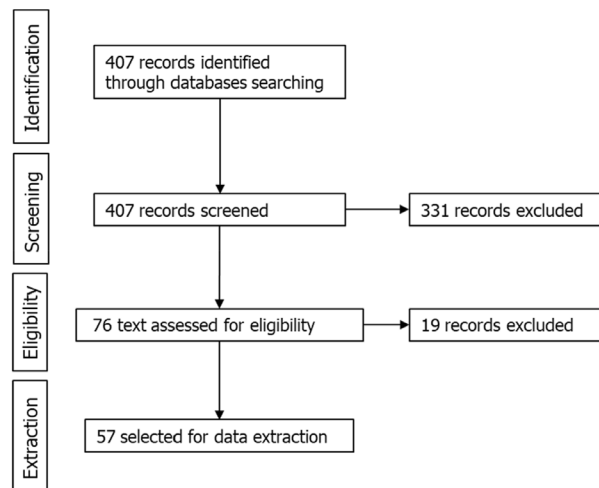 Identification
407 records identified
through databases searching
Screening
407 records screened
331 records excluded
Eligibility
76 text assessed for eligibility
19 records excluded
Extraction
57 selected for data extraction